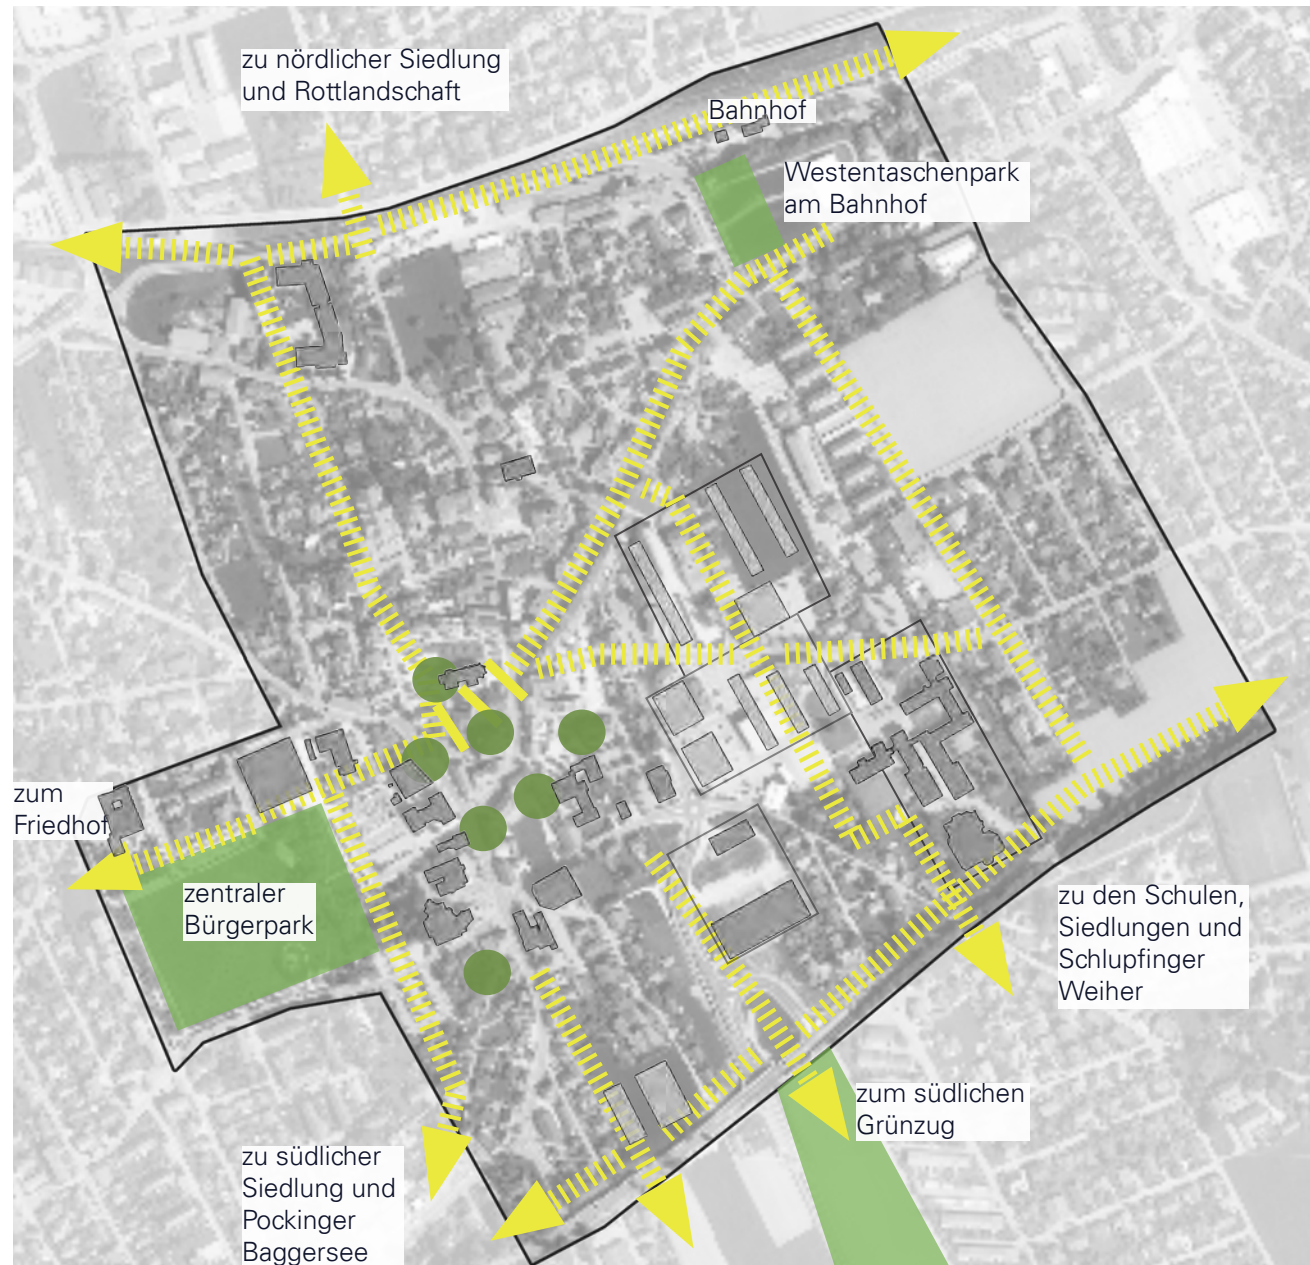 zu nördlicher Siedlung
und Rottlandschaft
Bahnhof
Westentaschenpark
am Bahnhof
zum
Friedhof
zentraler
Bürgerpark
zu den Schulen,
Siedlungen und
Schlupfinger
Weiher
zum südlichen
Grünzug
zu südlicher
Siedlung und
Pockinger
Baggersee